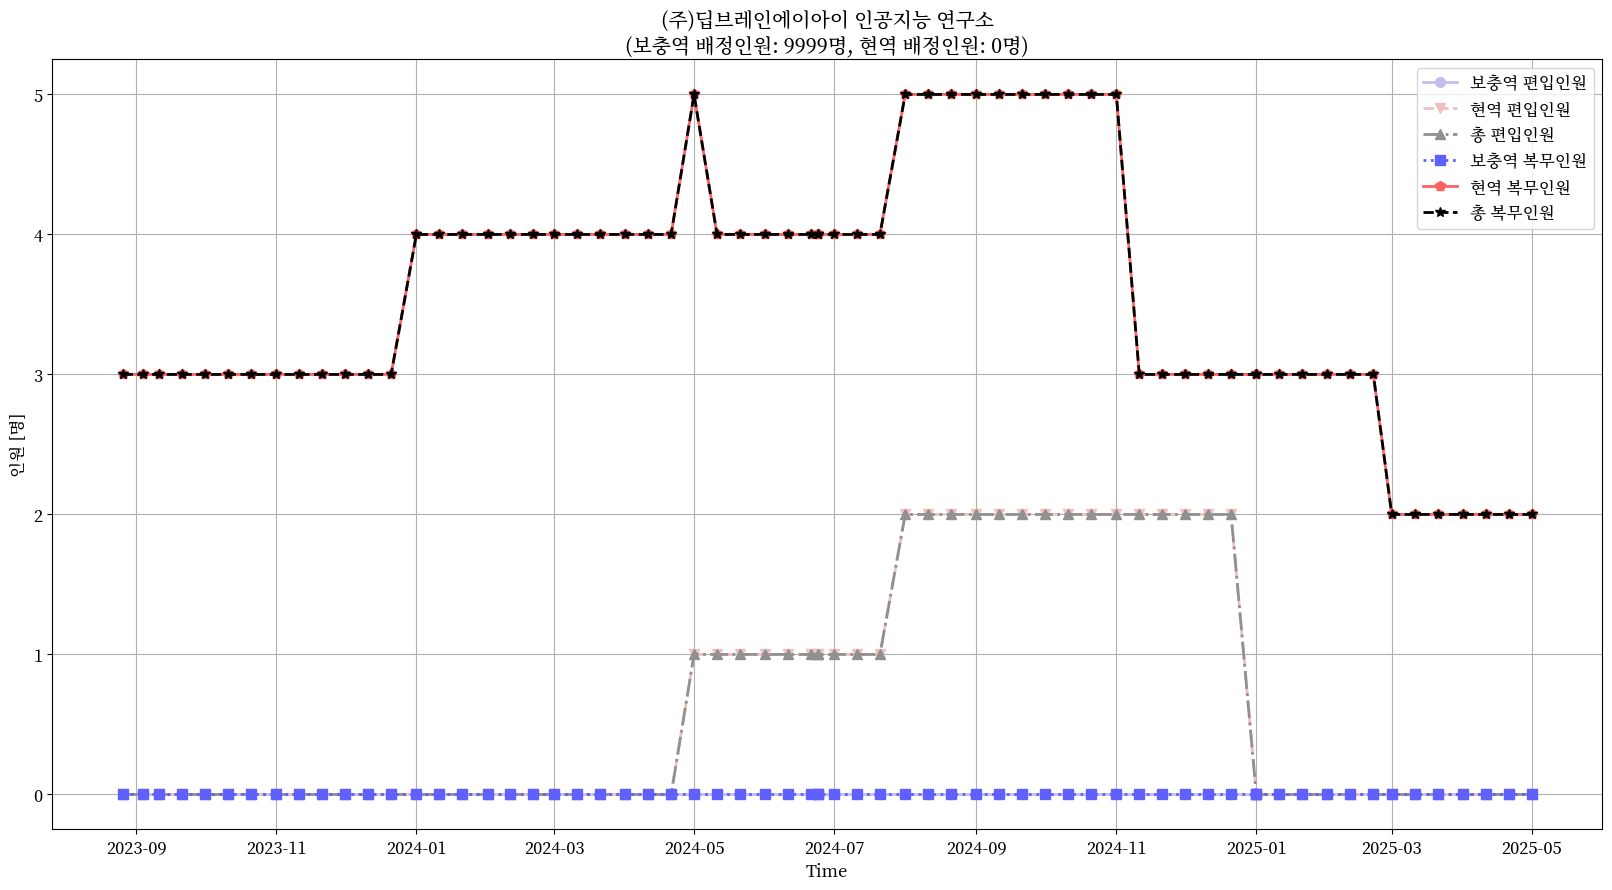 (주)딥브레인에이아이 인공지능 연구소
(보충역 배정인원: 9999명, 현역 배정인원: 0명)
보충역 편입인원
현역 편입인원
총 편입인원
보충역 복무인원
현역 복무인원
총 복무인원
인원 [명]
5
4
3
2
1
0
2023-09
2023-11
2024-01
2024-03
2024-05
2024-07
2024-09
2024-11
2025-01
2025-03
2025-05
Time